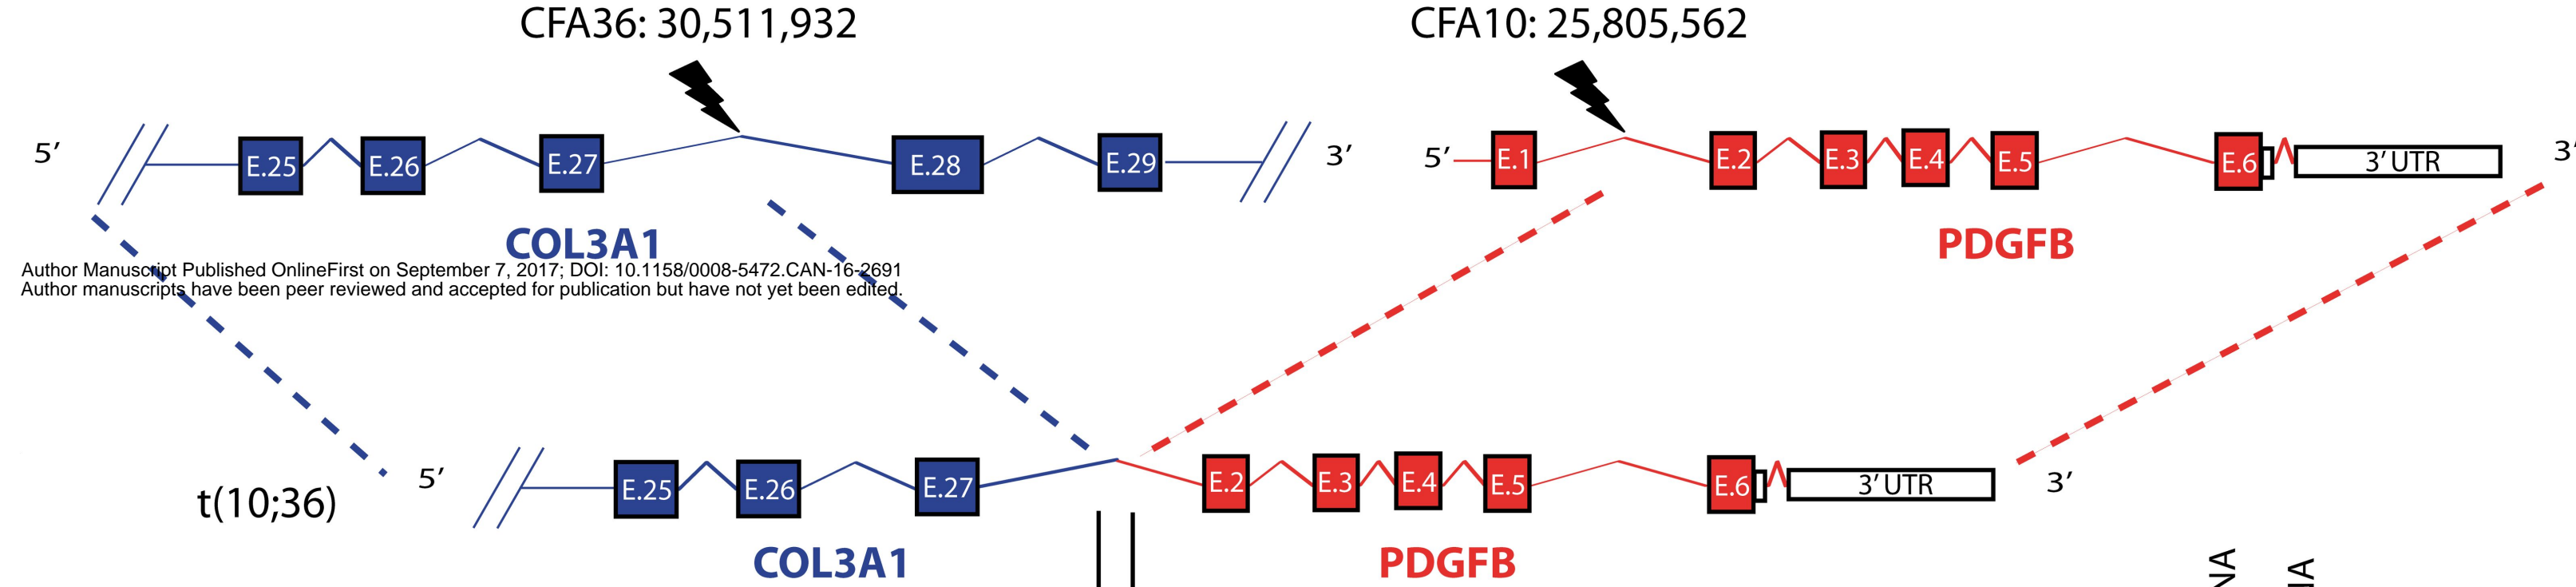 CFA36: 30,511,932
CFA10: 25,805,562
5′ E.25 E.26 E.27 E.28 E.29 3′
5′ E.1 E.2 E.3 E.4 E.5 E.6 3′ UTR 3′
COL3A1
PDGFB
Author Manuscript Published OnlineFirst on September 7, 2017; DOI: 10.1158/0008-5472.CAN-16-2691
Author manuscripts have been peer reviewed and accepted for publication but have not yet been edited.
t(10;36)
5′ E.25 E.26 E.27 E.2 E.3 E.4 E.5 E.6 3′ UTR 3′
COL3A1
PDGFB